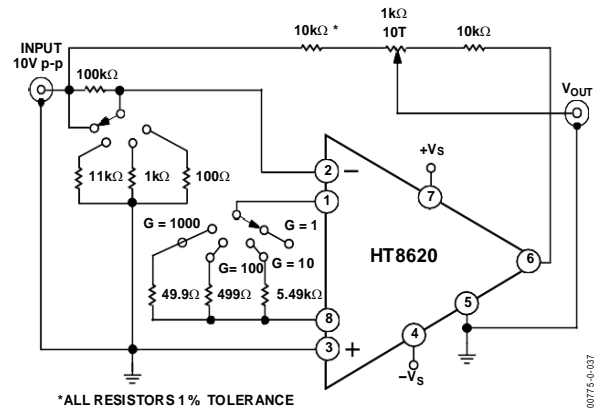 10kΩ *
1kΩ
10T
10kΩ
INPUT
10V p-p
100kΩ
VOUT
11kΩ
1kΩ
100Ω
+VS
2
−
1
7
G = 1000
G = 1
HT8620
6
G= 100
G = 10
49.9Ω
499Ω
5.49kΩ
5
8
4
3
+
−VS
*ALL RESISTORS 1% TOLERANCE
00775-0-037